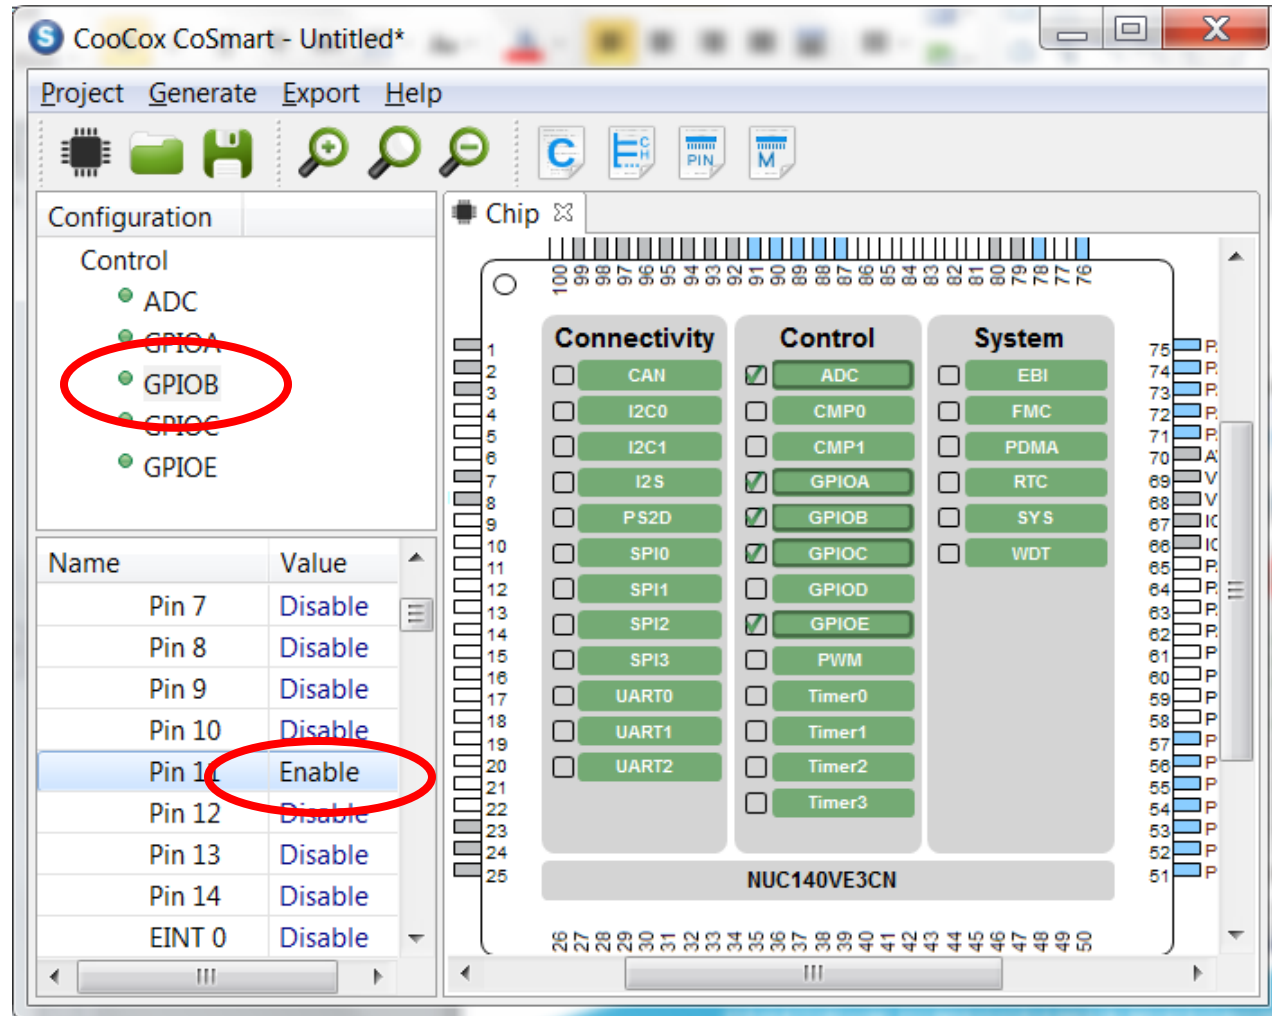 CooCox CoSmart - Untitled*
Project Generate Export Help
C
C
H
PIN
M
Configuration
Control
ADC
GPIOA
GPIOB
GPIOC
GPIOE
Name Value
Pin 7 Disable
Pin 8 Disable
Pin 9 Disable
Pin 10 Disable
Pin 11 Enable
Pin 12 Disable
Pin 13 Disable
Pin 14 Disable
EINT 0 Disable
Chip
100 99 98 97 96 95 94 93 92 91 90 89 88 87 86 85 84 83 82 81 80 79 78 77 76
1
2
3
4
5
6
7
8
9
10
11
12
13
14
15
16
17
18
19
20
21
22
23
24
25
Connectivity
CAN
I2C0
I2C1
I2S
PS2D
SPI0
SPI1
SPI2
SPI3
UART0
UART1
UART2
Control
ADC
CMP0
CMP1
GPIOA
GPIOB
GPIOC
GPIOD
GPIOE
PWM
Timer0
Timer1
Timer2
Timer3
System
EBI
FMC
PDMA
RTC
SYS
WDT
NUC140VE3CN
75 P
74 P
73 P
72 P
71 P
70 A
69 V
68 V
67 IC
66 IC
65 P
64 P
63 P
62 P
61 P
60 P
59 P
58 P
57 P
56 P
55 P
54 P
53 P
52 P
51 P
26 27 28 29 30 31 32 33 34 35 36 37 38 39 40 41 42 43 44 45 46 47 48 49 50